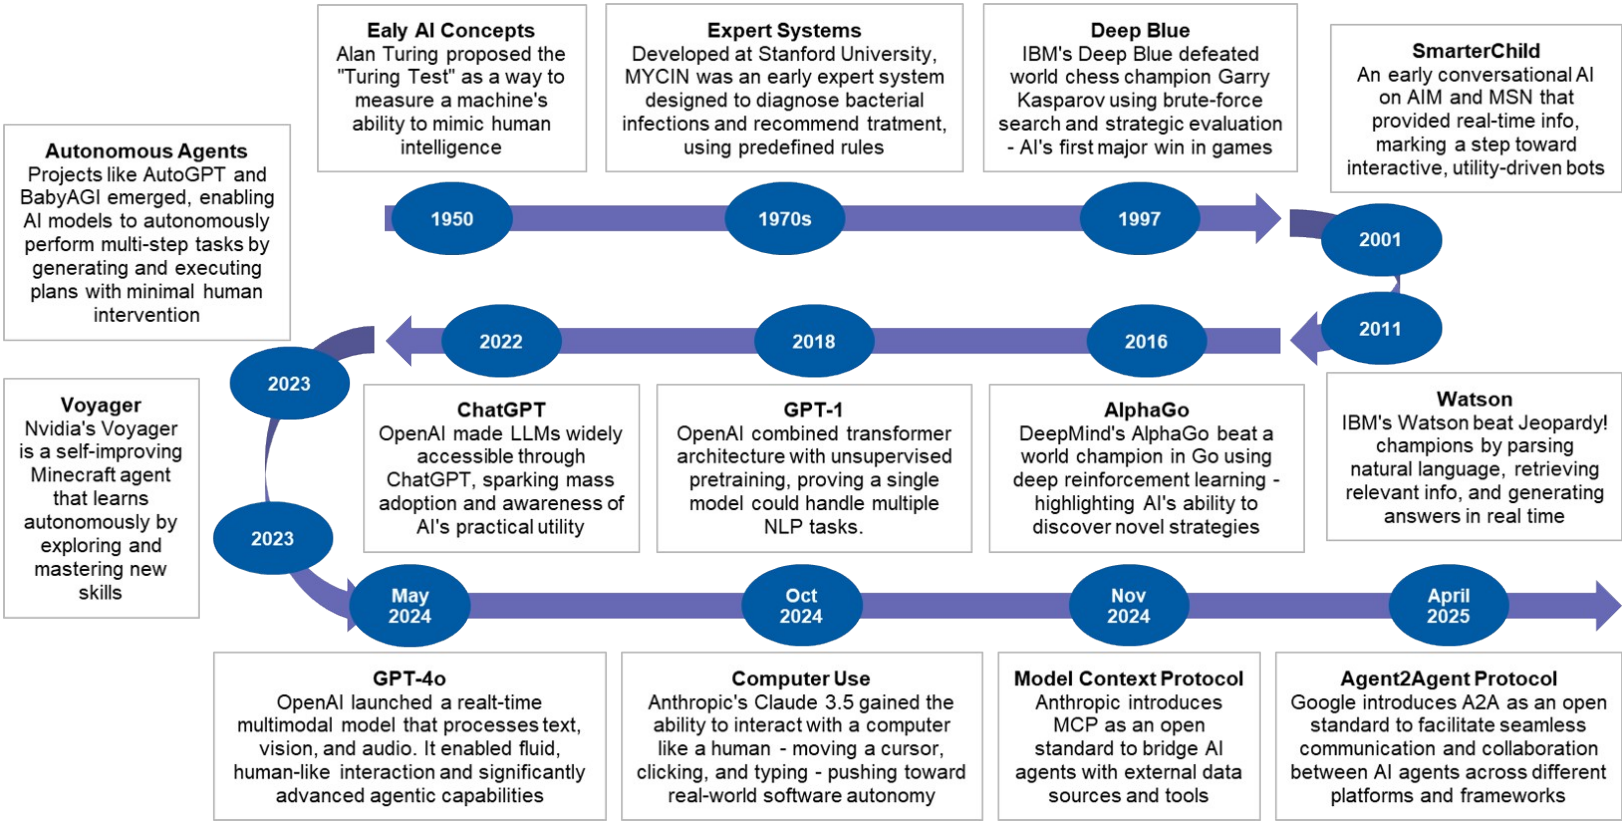 Ealy AI Concepts
Alan Turing proposed the
"Turing Test" as a way to
measure a machine's
ability to mimic human
intelligence
Expert Systems
Developed at Stanford University,
MYCIN was an early expert system
designed to diagnose bacterial
infections and recommend tratment,
using predefined rules
Deep Blue
IBM's Deep Blue defeated
world chess champion Garry
Kasparov using brute-force
search and strategic evaluation
- AI's first major win in games
SmarterChild
An early conversational AI
on AIM and MSN that
provided real-time info,
marking a step toward
interactive, utility-driven bots
1950
1970s
1997
2001
2011
2016
2018
2022
2023
Watson
IBM's Watson beat Jeopardy!
champions by parsing
natural language, retrieving
relevant info, and generating
answers in real time
AlphaGo
DeepMind's AlphaGo beat a
world champion in Go using
deep reinforcement learning -
highlighting AI's ability to
discover novel strategies
GPT-1
OpenAI combined transformer
architecture with unsupervised
pretraining, proving a single
model could handle multiple
NLP tasks.
ChatGPT
OpenAI made LLMs widely
accessible through
ChatGPT, sparking mass
adoption and awareness of
AI's practical utility
Autonomous Agents
Projects like AutoGPT and
BabyAGI emerged, enabling
AI models to autonomously
perform multi-step tasks by
generating and executing
plans with minimal human
intervention
Voyager
Nvidia's Voyager
is a self-improving
Minecraft agent
that learns
autonomously by
exploring and
mastering new
skills
2023
May
2024
Oct
2024
Nov
2024
April
2025
GPT-4o
OpenAI launched a realt-time
multimodal model that processes text,
vision, and audio. It enabled fluid,
human-like interaction and significantly
advanced agentic capabilities
Computer Use
Anthropic's Claude 3.5 gained the
ability to interact with a computer
like a human - moving a cursor,
clicking, and typing - pushing toward
real-world software autonomy
Model Context Protocol
Anthropic introduces
MCP as an open
standard to bridge AI
agents with external data
sources and tools
Agent2Agent Protocol
Google introduces A2A as an open
standard to facilitate seamless
communication and collaboration
between AI agents across different
platforms and frameworks